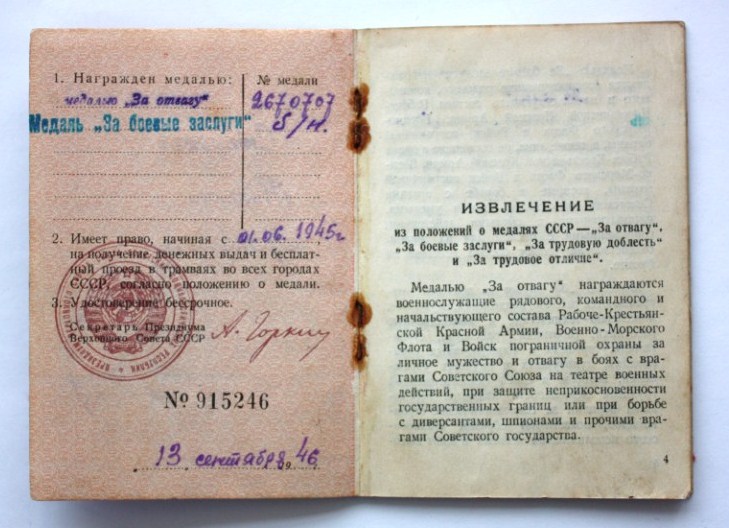 1. Награжден медалью:
№ медали
медалью „За отвагу“
2670707
Медаль „За боевые заслуги“
б/н.
2. Имеет право, начиная с 01.06.1945г,
на получение денежных выдач и бесплат-
ный проезд в трамваях во всех городах
СССР, согласно положению о медали.
3. Удостоверение бессрочное.
Секретарь Президиума
Верховного Совета СССР
А. Горкин
№ 915246
13 сентября 1946
ИЗВЛЕЧЕНИЕ
из положений о медалях СССР—„За отвагу“,
„За боевые заслуги“, „За трудовую доблесть“
и „За трудовое отличие“.
Медалью „За отвагу“ награждаются
военнослужащие рядового, командного и
начальствующего состава Рабоче-Крестьян-
ской Красной Армии, Военно-Морского
Флота и Войск пограничной охраны за
личное мужество и отвагу в боях с вра-
гами Советского Союза на театре военных
действий, при защите неприкосновенности
государственных границ или при борьбе
с диверсантами, шпионами и прочими вра-
гами Советского государства.
4